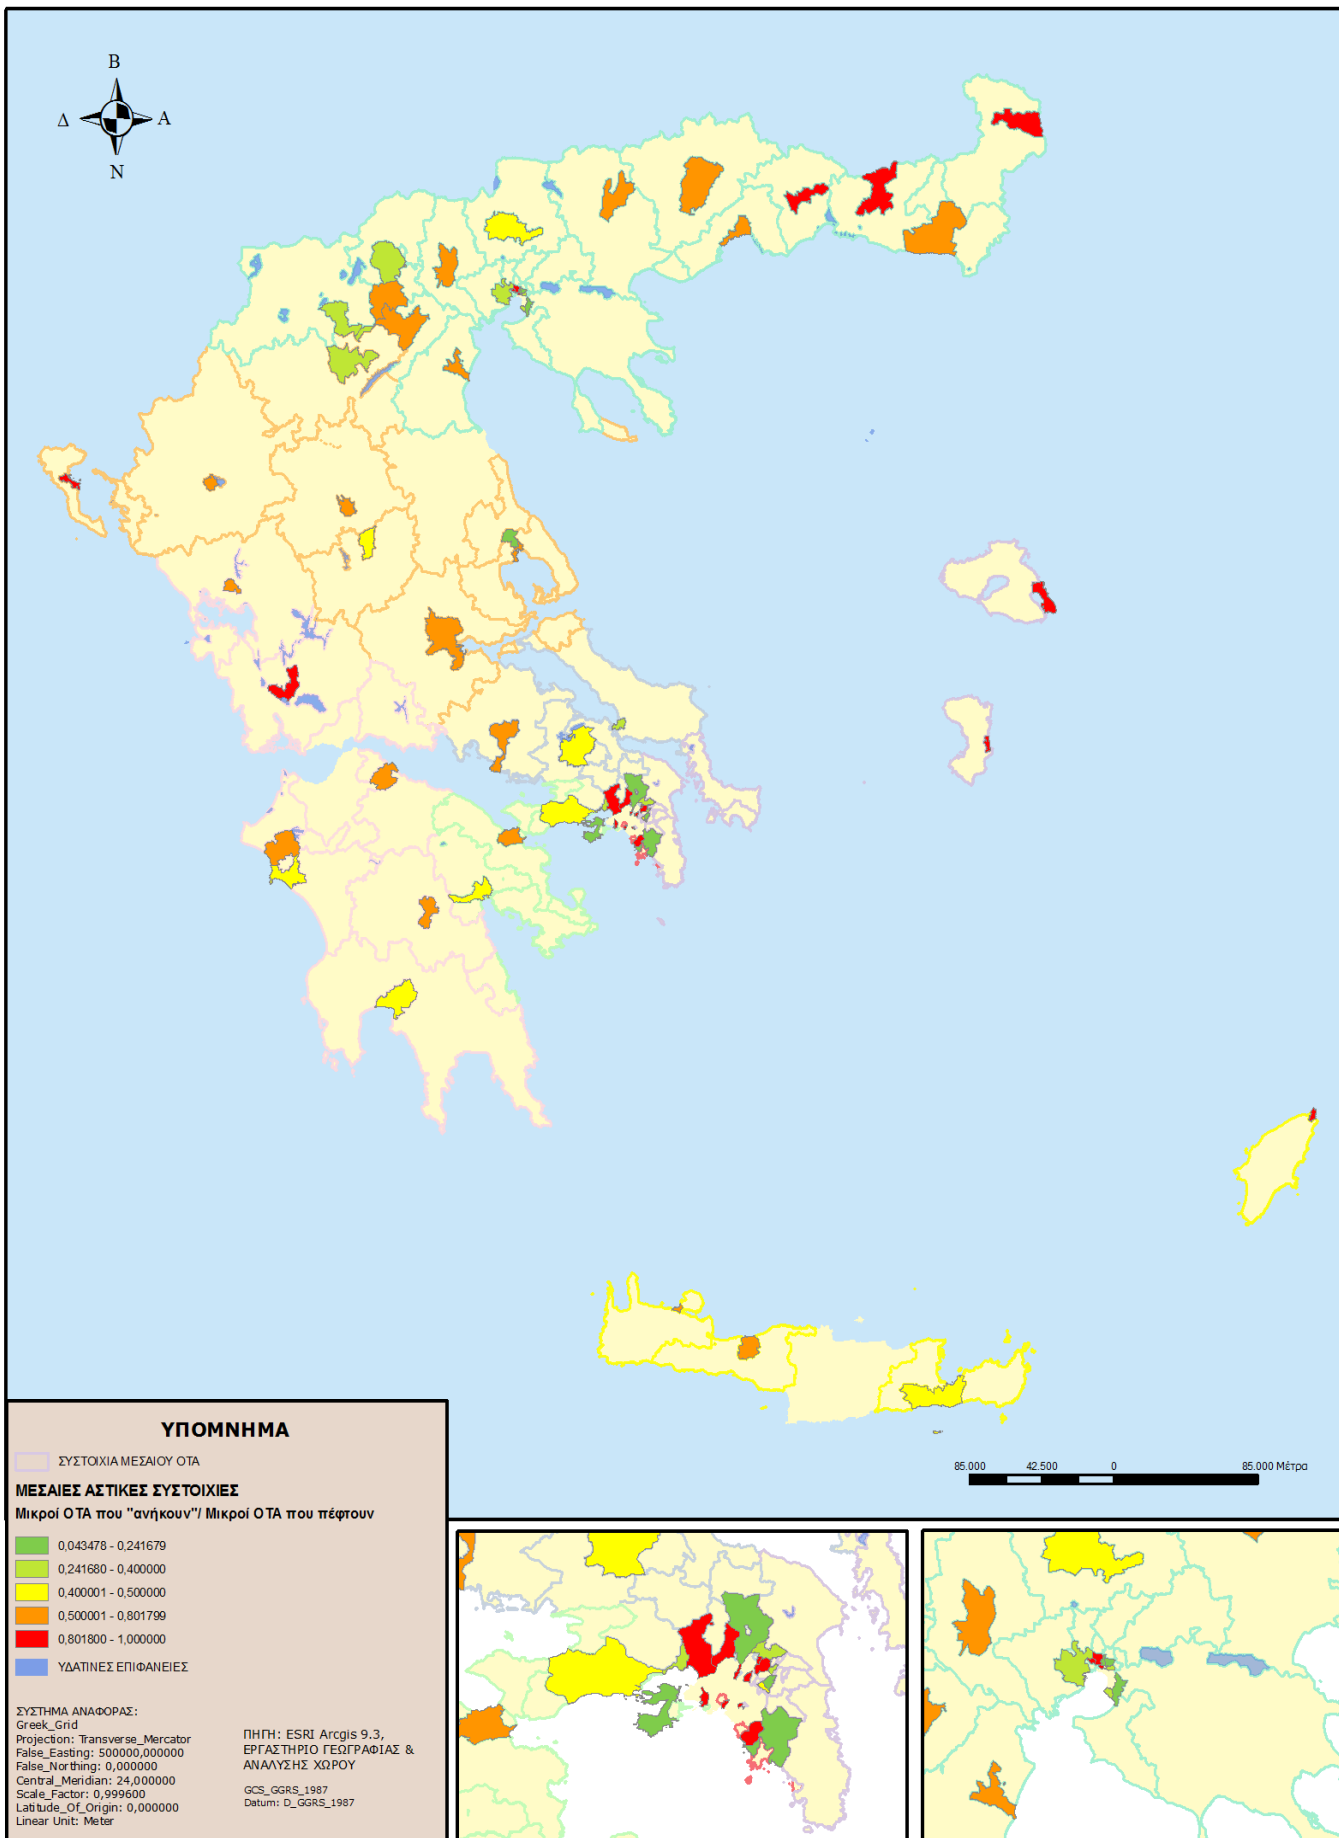 Β
Δ
Α
Ν
85.000 42.500 0 85.000 Μέτρα
ΥΠΟΜΝΗΜΑ
ΣΥΣΤΟΙΧΙΑ ΜΕΣΑΙΟΥ ΟΤΑ
ΜΕΣΑΙΕΣ ΑΣΤΙΚΕΣ ΣΥΣΤΟΙΧΙΕΣ
Μικροί ΟΤΑ που "ανήκουν"/ Μικροί ΟΤΑ που πέφτουν
0,043478 - 0,241679
0,241680 - 0,400000
0,400001 - 0,500000
0,500001 - 0,801799
0,801800 - 1,000000
ΥΔΑΤΙΝΕΣ ΕΠΙΦΑΝΕΙΕΣ
ΣΥΣΤΗΜΑ ΑΝΑΦΟΡΑΣ:
Greek_Grid
Projection: Transverse_Mercator
False_Easting: 500000,000000
False_Northing: 0,000000
Central_Meridian: 24,000000
Scale_Factor: 0,999600
Latitude_Of_Origin: 0,000000
Linear Unit: Meter
ΠΗΓΗ: ESRI Arcgis 9.3,
ΕΡΓΑΣΤΗΡΙΟ ΓΕΩΓΡΑΦΙΑΣ &
ΑΝΑΛΥΣΗΣ ΧΩΡΟΥ
GCS_GGRS_1987
Datum: D_GGRS_1987